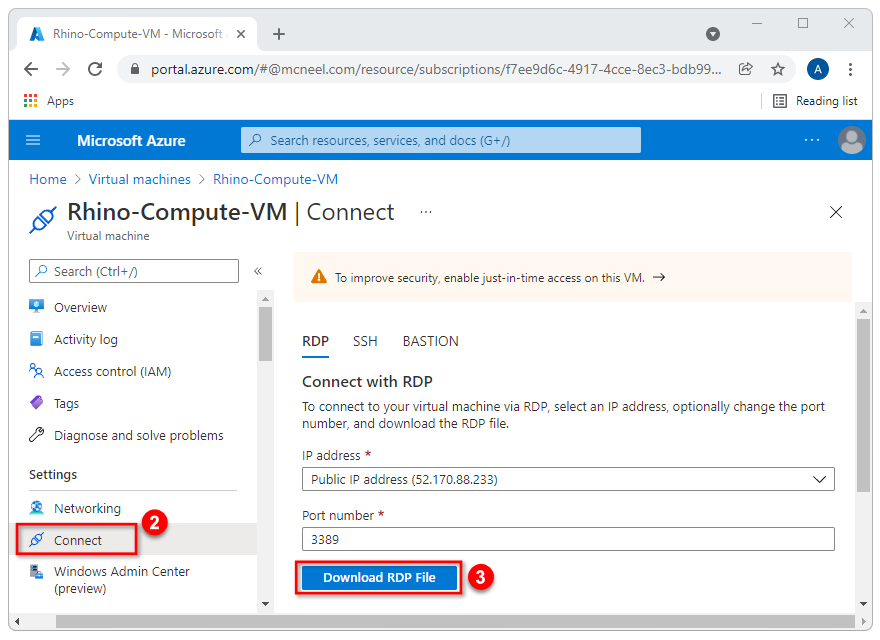 Rhino-Compute-VM - Microsoft
portal.azure.com/#@mcneel.com/resource/subscriptions/f7ee9d6c-4917-4cce-8ec3-bdb99...
A
Apps
Reading list
Microsoft Azure
Search resources, services, and docs (G+/)
Home > Virtual machines > Rhino-Compute-VM
Rhino-Compute-VM | Connect ...
Virtual machine
Search (Ctrl+/)
«
To improve security, enable just-in-time access on this VM. →
Overview
Activity log
Access control (IAM)
Tags
Diagnose and solve problems
Settings
Networking
Connect
2
Windows Admin Center
(preview)
RDP SSH BASTION
Connect with RDP
To connect to your virtual machine via RDP, select an IP address, optionally change the port
number, and download the RDP file.
IP address *
Public IP address (52.170.88.233)
Port number *
3389
Download RDP File
3